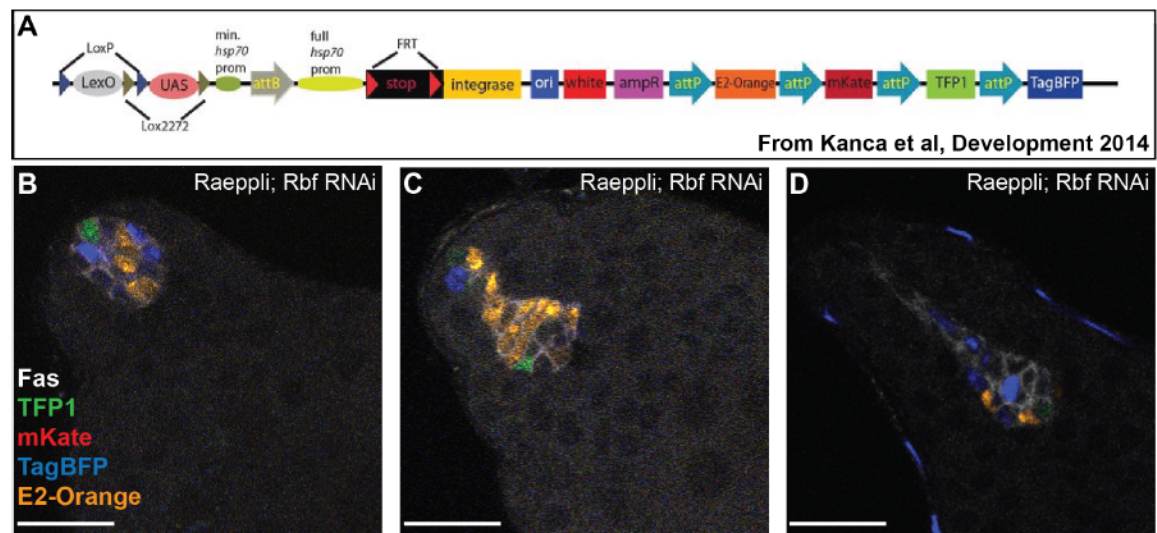 A
LoxP
min.
hsp70
prom
full
hsp70
prom
FRT
LexO
UAS
attB
stop
integrase
ori
white
ampR
attP
E2-Orange
attP
mKate
attP
TFP1
attP
TagBFP
Lox2272
From Kanca et al, Development 2014
B
Raeppli; Rbf RNAi
C
Raeppli; Rbf RNAi
D
Raeppli; Rbf RNAi
Fas
TFP1
mKate
TagBFP
E2-Orange